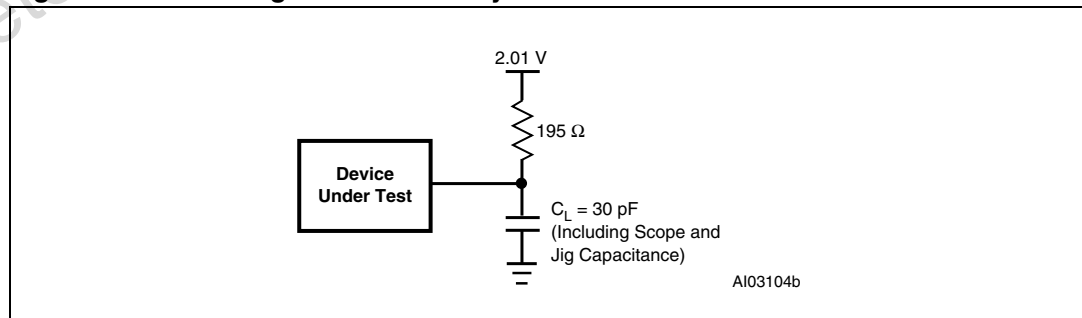 2.01 V
195 Ω
Device
Under Test
C_L = 30 pF
(Including Scope and
Jig Capacitance)
AI03104b